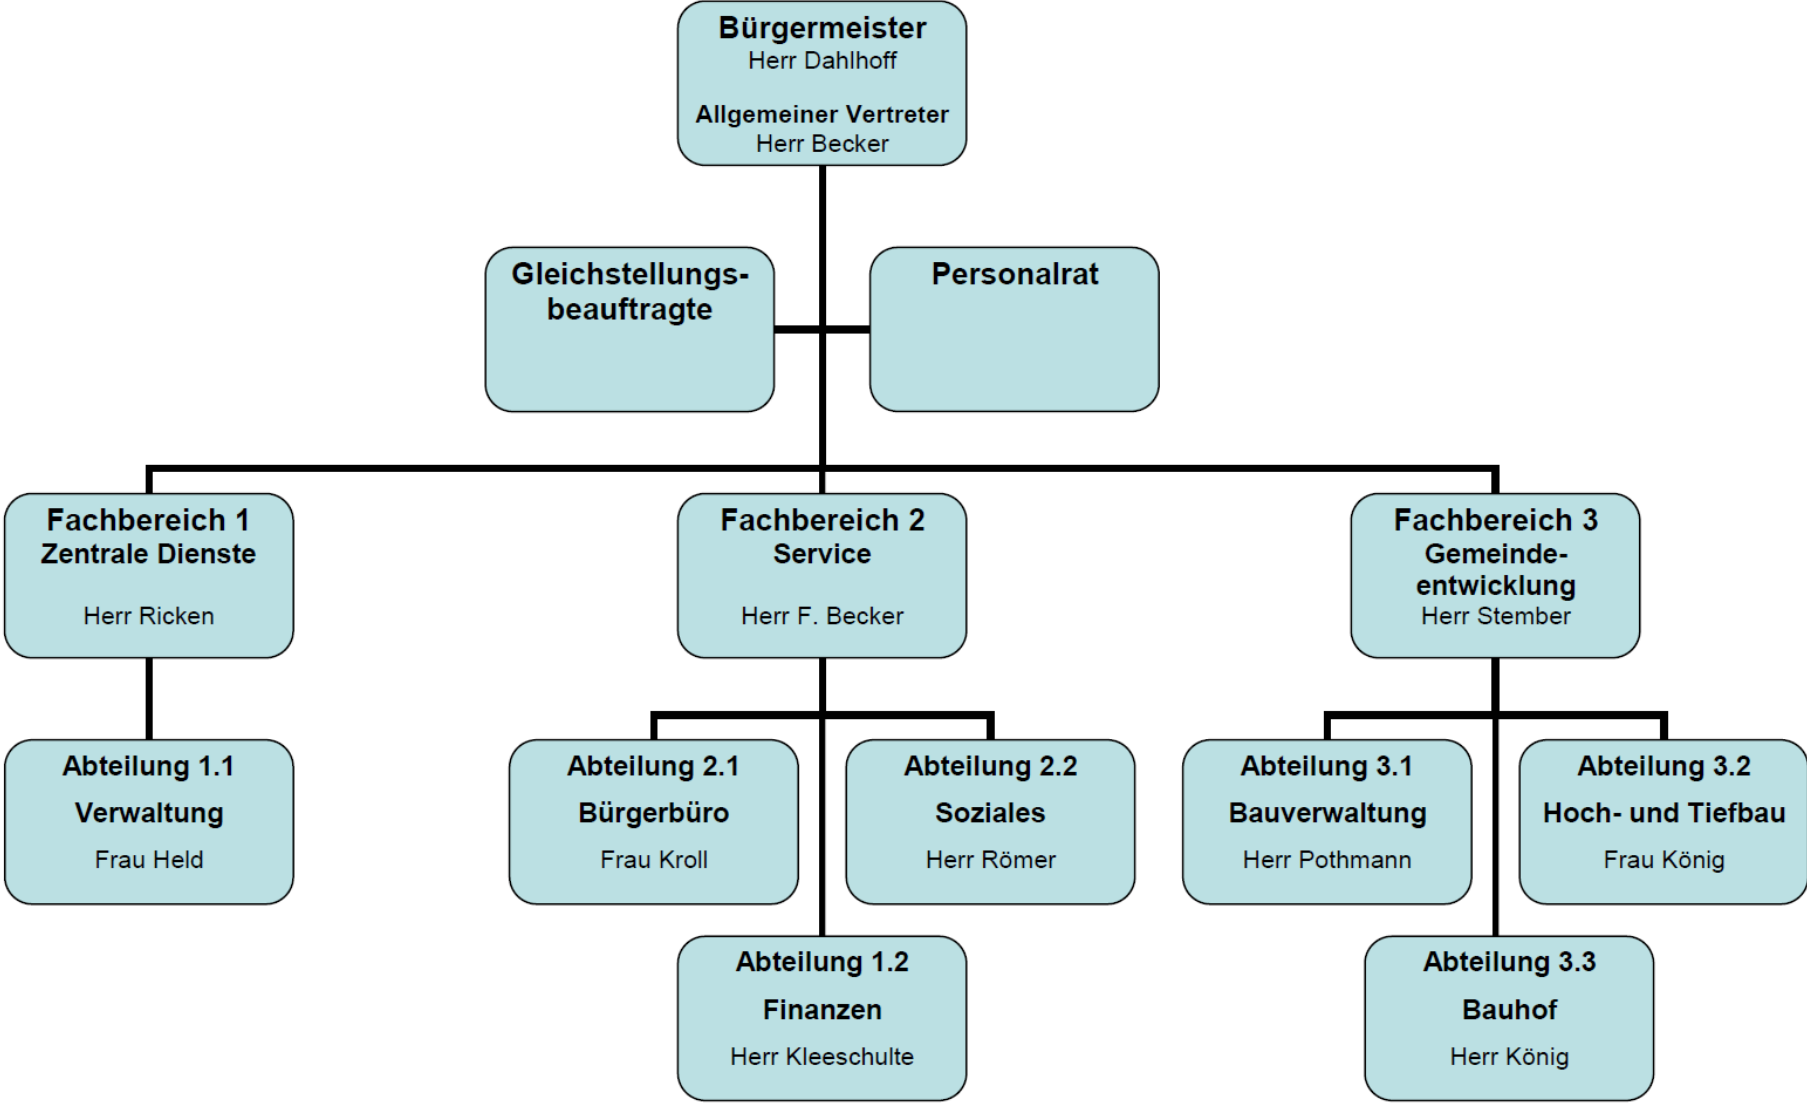 Bürgermeister
Herr Dahlhoff
Allgemeiner Vertreter
Herr Becker
Gleichstellungs-
beauftragte
Personalrat
Fachbereich 1
Zentrale Dienste
Herr Ricken
Fachbereich 2
Service
Herr F. Becker
Fachbereich 3
Gemeinde-
entwicklung
Herr Stember
Abteilung 1.1
Verwaltung
Frau Held
Abteilung 2.1
Bürgerbüro
Frau Kroll
Abteilung 2.2
Soziales
Herr Römer
Abteilung 3.1
Bauverwaltung
Herr Pothmann
Abteilung 3.2
Hoch- und Tiefbau
Frau König
Abteilung 1.2
Finanzen
Herr Kleeschulte
Abteilung 3.3
Bauhof
Herr König